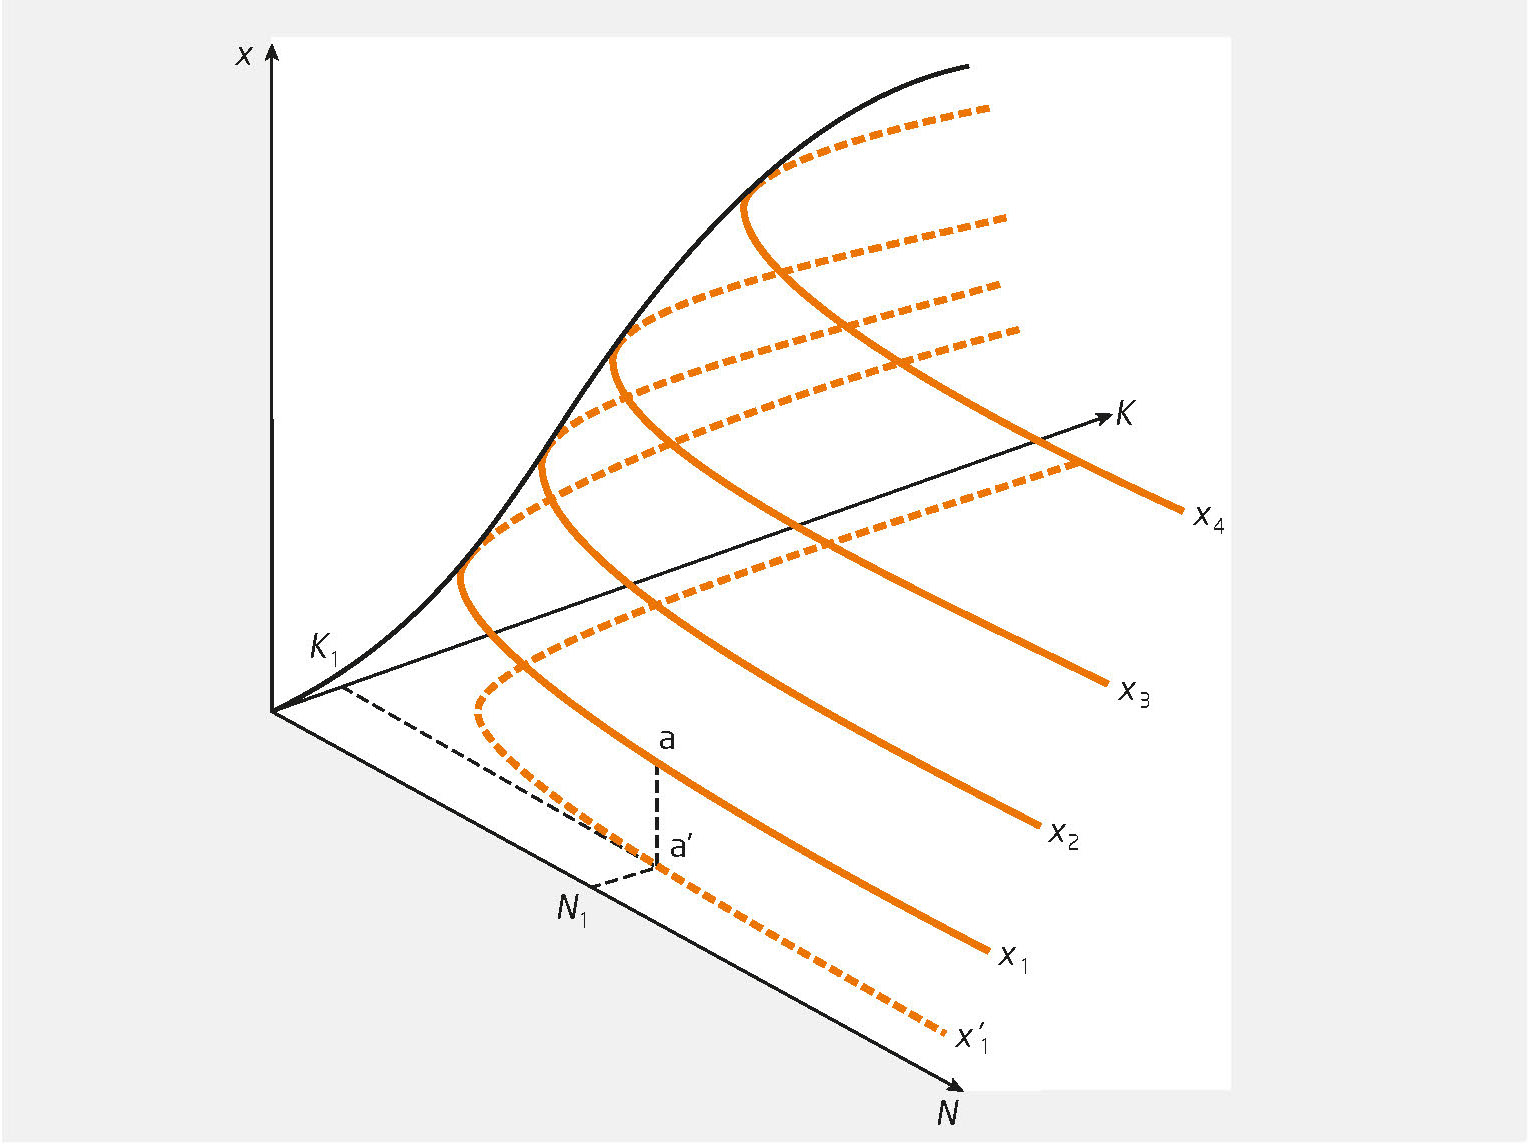 x
K
x₄
K₁
x₃
a
x₂
a′
N₁
x₁
x′₁
N